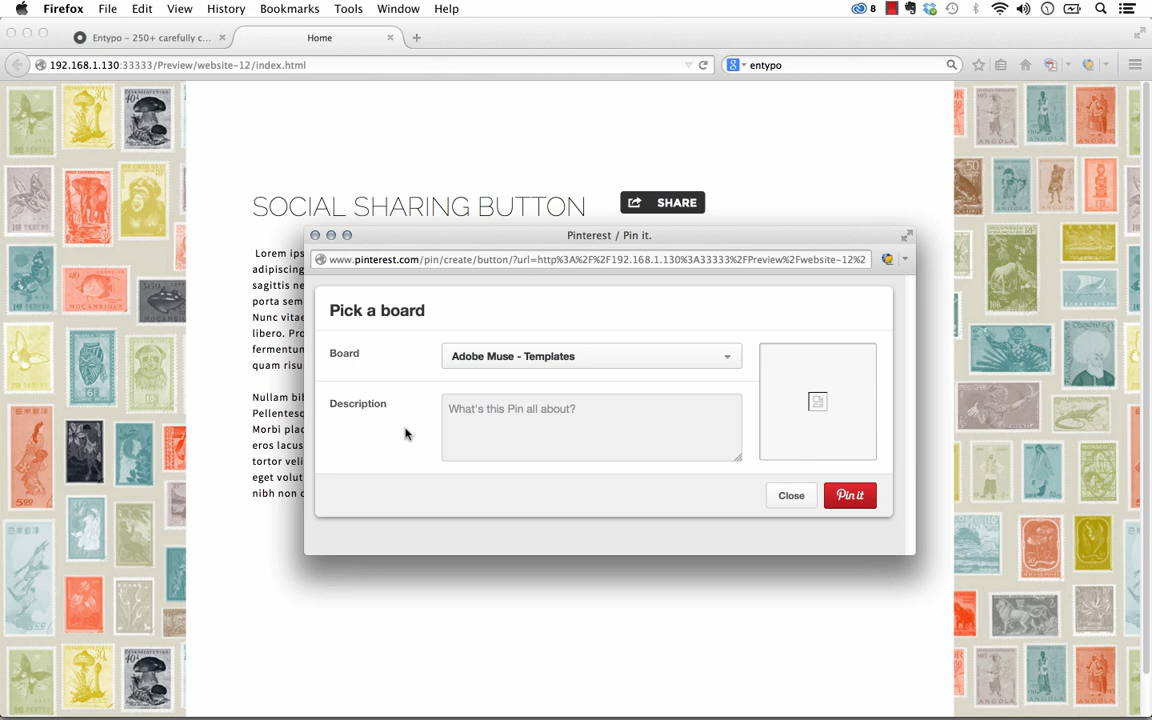 Firefox File Edit View History Bookmarks Tools Window Help 8
Entypo – 250+ carefully c... Home
192.168.1.130:33333/Preview/website-12/index.html entypo
SOCIAL SHARING BUTTON SHARE
Pinterest / Pin it.
www.pinterest.com/pin/create/button/?url=http%3A%2F%2F192.168.1.130%3A33333%2FPreview%2Fwebsite-12%2
Lorem ips
adipiscing
sagittis ne
porta sem
Nunc vitae
libero. Pro
fermentun
quam risu
Nullam bib
Pellentesq
Morbi plac
eros lacus
tortor veli
eget volut
nibh non c
Pick a board
Board Adobe Muse - Templates
Description What's this Pin all about?
Close Pin it
ANGOLA
MOÇAMBIQUE